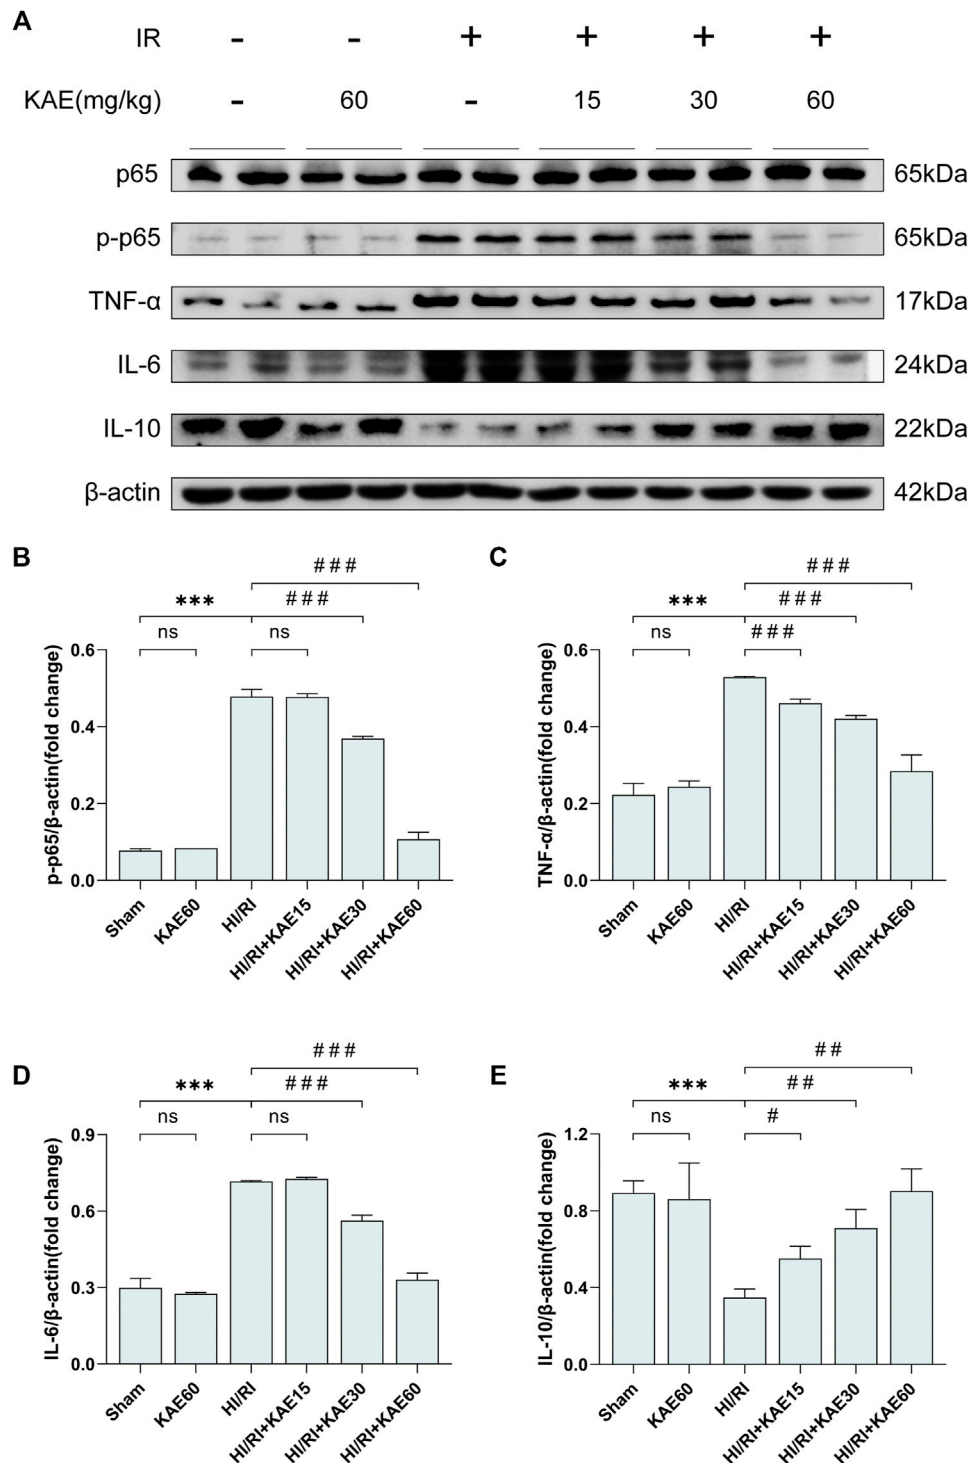 A
IR - - + + + +
KAE(mg/kg) - 60 - 15 30 60
p65 65kDa
p-p65 65kDa
TNF-α 17kDa
IL-6 24kDa
IL-10 22kDa
β-actin 42kDa
B
###
*** ###
ns ns
p-p65/β-actin(fold change)
0.6
0.4
0.2
0.0
Sham
KAE60
HI/RI
HI/RI+KAE15
HI/RI+KAE30
HI/RI+KAE60
C
###
*** ###
ns ###
TNF-α/β-actin(fold change)
0.6
0.4
0.2
0.0
Sham
KAE60
HI/RI
HI/RI+KAE15
HI/RI+KAE30
HI/RI+KAE60
D
###
*** ###
ns ns
IL-6/β-actin(fold change)
0.9
0.6
0.3
0.0
Sham
KAE60
HI/RI
HI/RI+KAE15
HI/RI+KAE30
HI/RI+KAE60
E
##
*** ##
ns #
IL-10/β-actin(fold change)
1.2
0.8
0.4
0.0
Sham
KAE60
HI/RI
HI/RI+KAE15
HI/RI+KAE30
HI/RI+KAE60